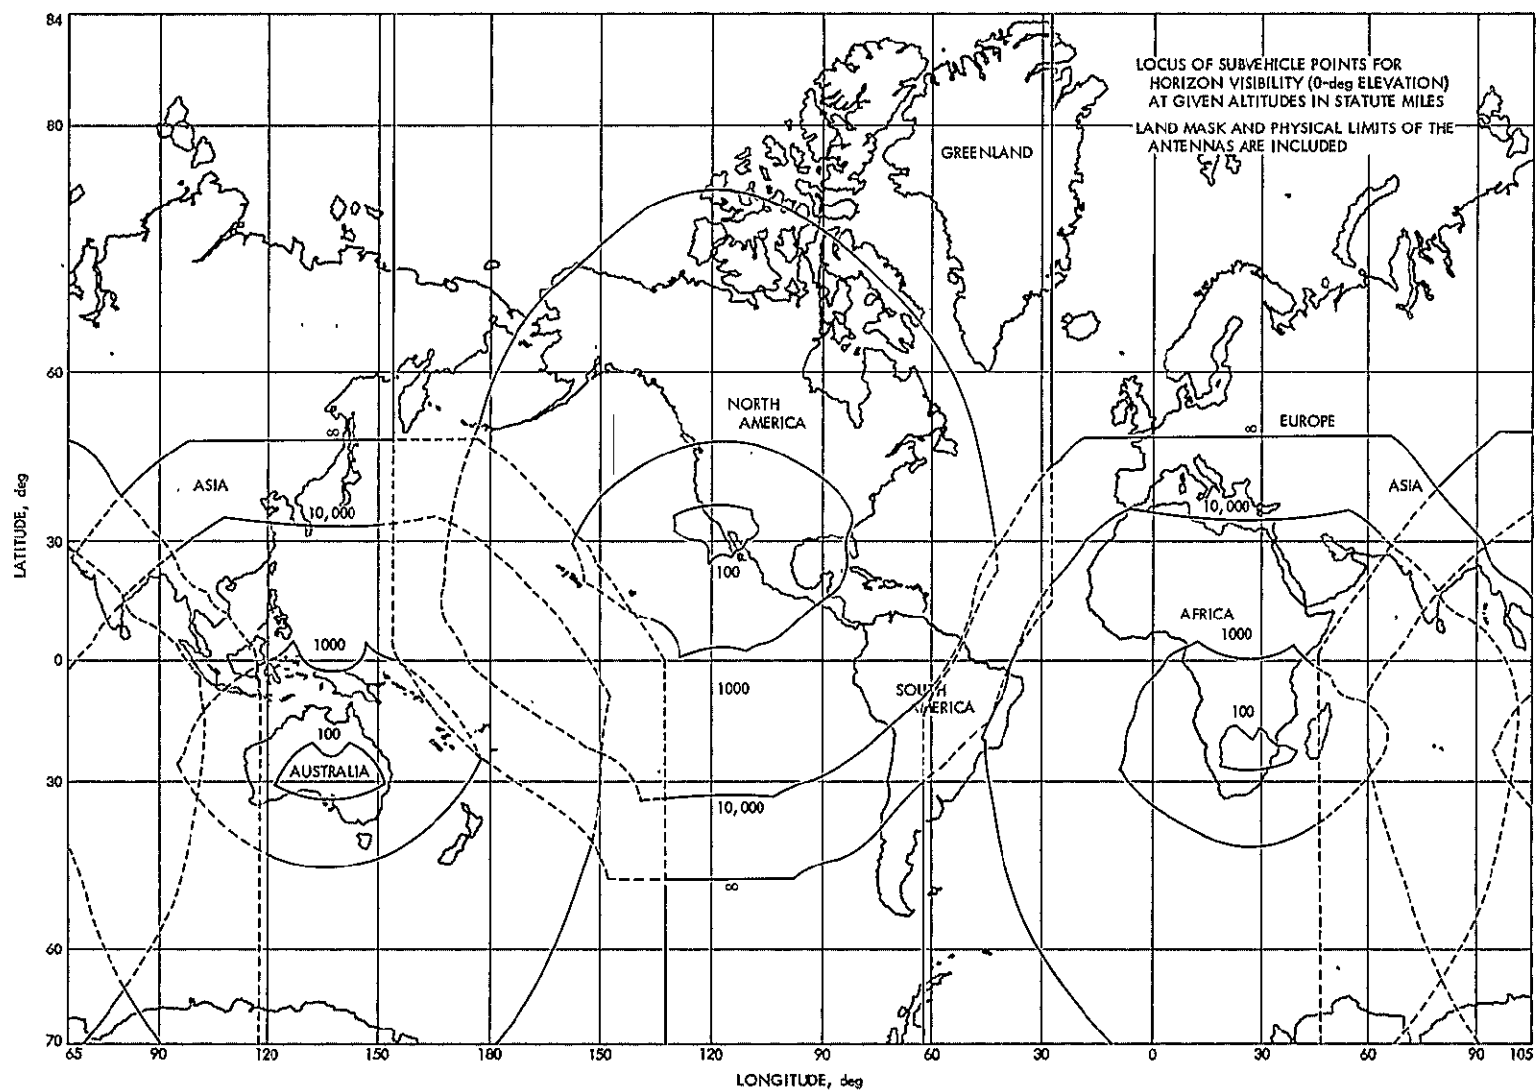 84
80
60
30
0
30
60
70
LATITUDE, deg
LOCUS OF SUBVEHICLE POINTS FOR
HORIZON VISIBILITY (0-deg ELEVATION)
AT GIVEN ALTITUDES IN STATUTE MILES
LAND MASK AND PHYSICAL LIMITS OF THE
ANTENNAS ARE INCLUDED
GREENLAND
NORTH
AMERICA
EUROPE
∞
∞
ASIA
ASIA
10,000
10,000
100
AFRICA
1000
1000
1000
SOUTH
AMERICA
100
100
AUSTRALIA
10,000
∞
65 90 120 150 180 150 120 90 60 30 0 30 60 90 105
LONGITUDE, deg